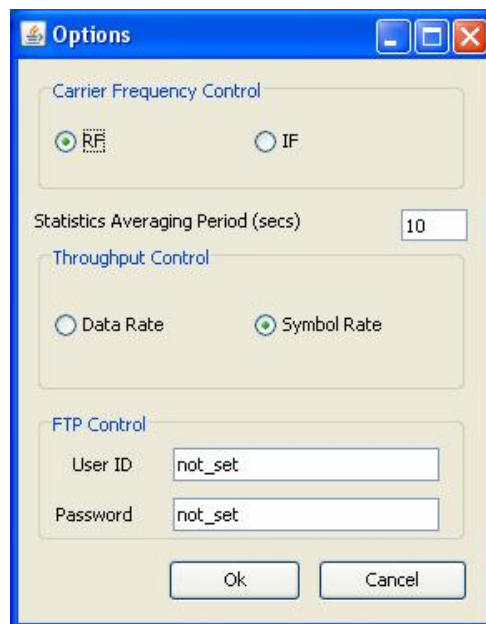 Options
Carrier Frequency Control
RF IF
Statistics Averaging Period (secs) 10
Throughput Control
Data Rate Symbol Rate
FTP Control
User ID not_set
Password not_set
Ok Cancel